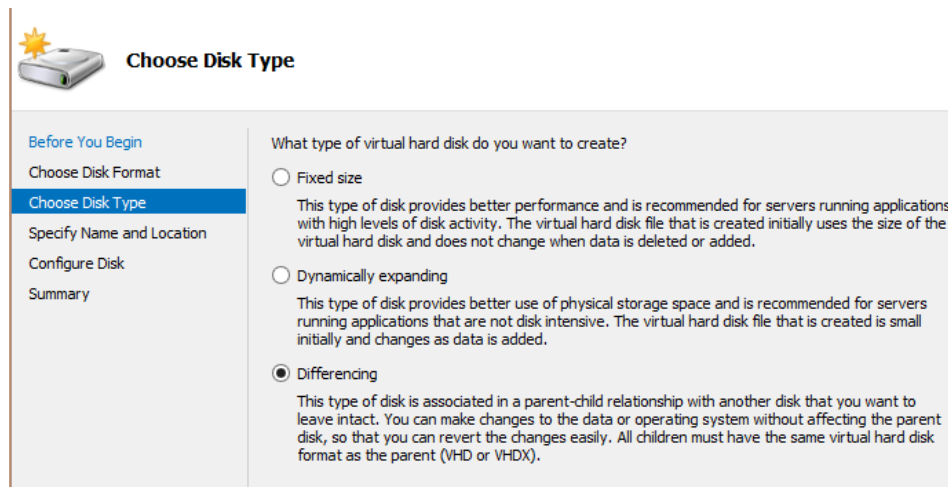 Choose Disk Type
Before You Begin
Choose Disk Format
Choose Disk Type
Specify Name and Location
Configure Disk
Summary
What type of virtual hard disk do you want to create?
Fixed size
This type of disk provides better performance and is recommended for servers running applications
with high levels of disk activity. The virtual hard disk file that is created initially uses the size of the
virtual hard disk and does not change when data is deleted or added.
Dynamically expanding
This type of disk provides better use of physical storage space and is recommended for servers
running applications that are not disk intensive. The virtual hard disk file that is created is small
initially and changes as data is added.
Differencing
This type of disk is associated in a parent-child relationship with another disk that you want to
leave intact. You can make changes to the data or operating system without affecting the parent
disk, so that you can revert the changes easily. All children must have the same virtual hard disk
format as the parent (VHD or VHDX).